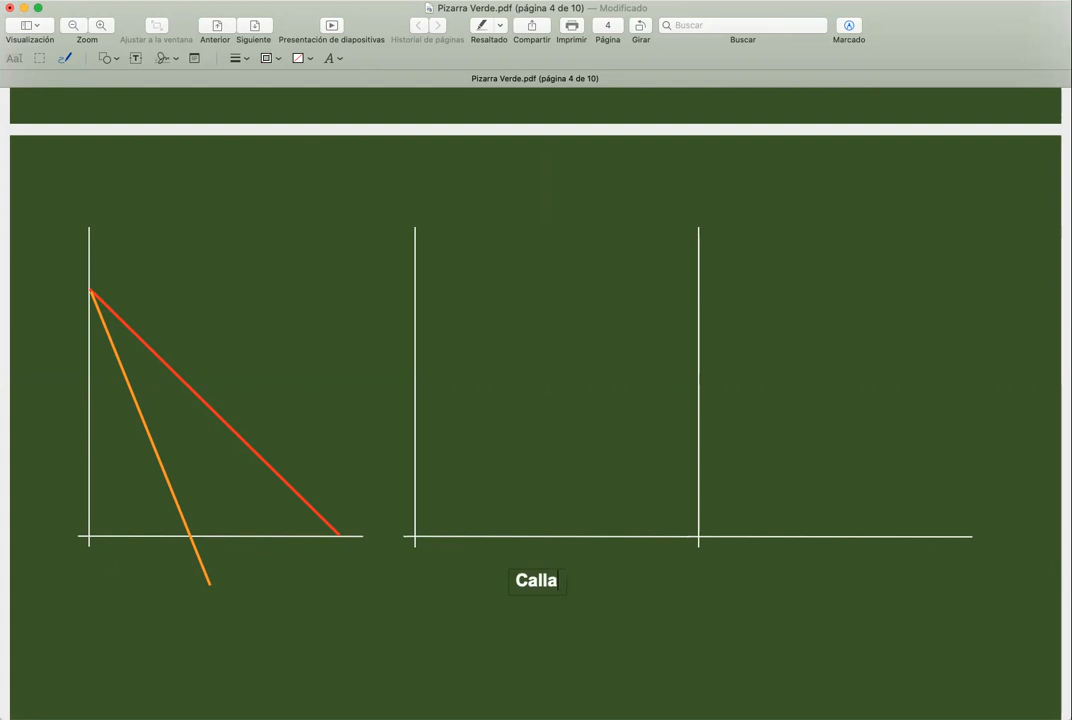 Pizarra Verde.pdf (página 4 de 10) — Modificado
4
Buscar
Visualización Zoom Ajustar a la ventana Anterior Siguiente Presentación de diapositivas Historial de páginas Resaltado Compartir Imprimir Página Girar Buscar Marcado
AaI T A
Pizarra Verde.pdf (página 4 de 10)
Calla